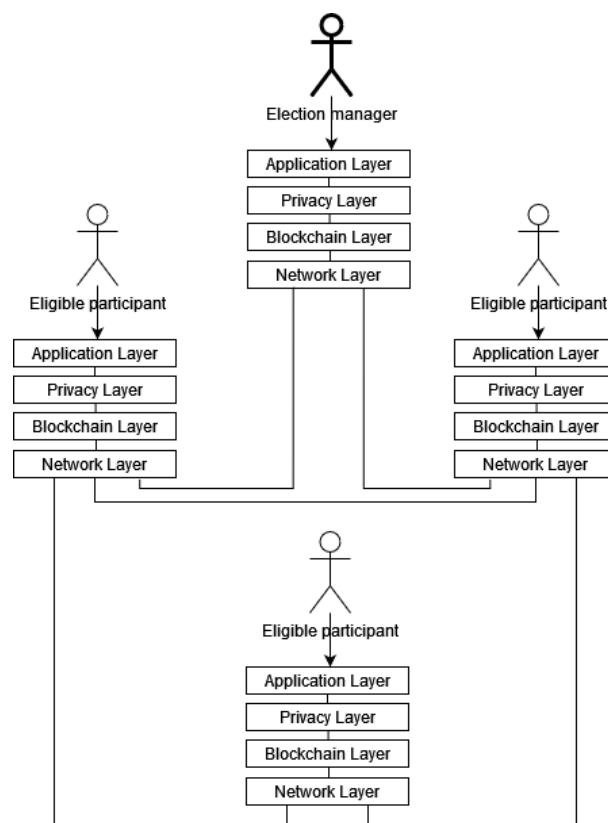 Election manager
Application Layer
Privacy Layer
Blockchain Layer
Network Layer
Eligible participant
Application Layer
Privacy Layer
Blockchain Layer
Network Layer
Eligible participant
Application Layer
Privacy Layer
Blockchain Layer
Network Layer
Eligible participant
Application Layer
Privacy Layer
Blockchain Layer
Network Layer